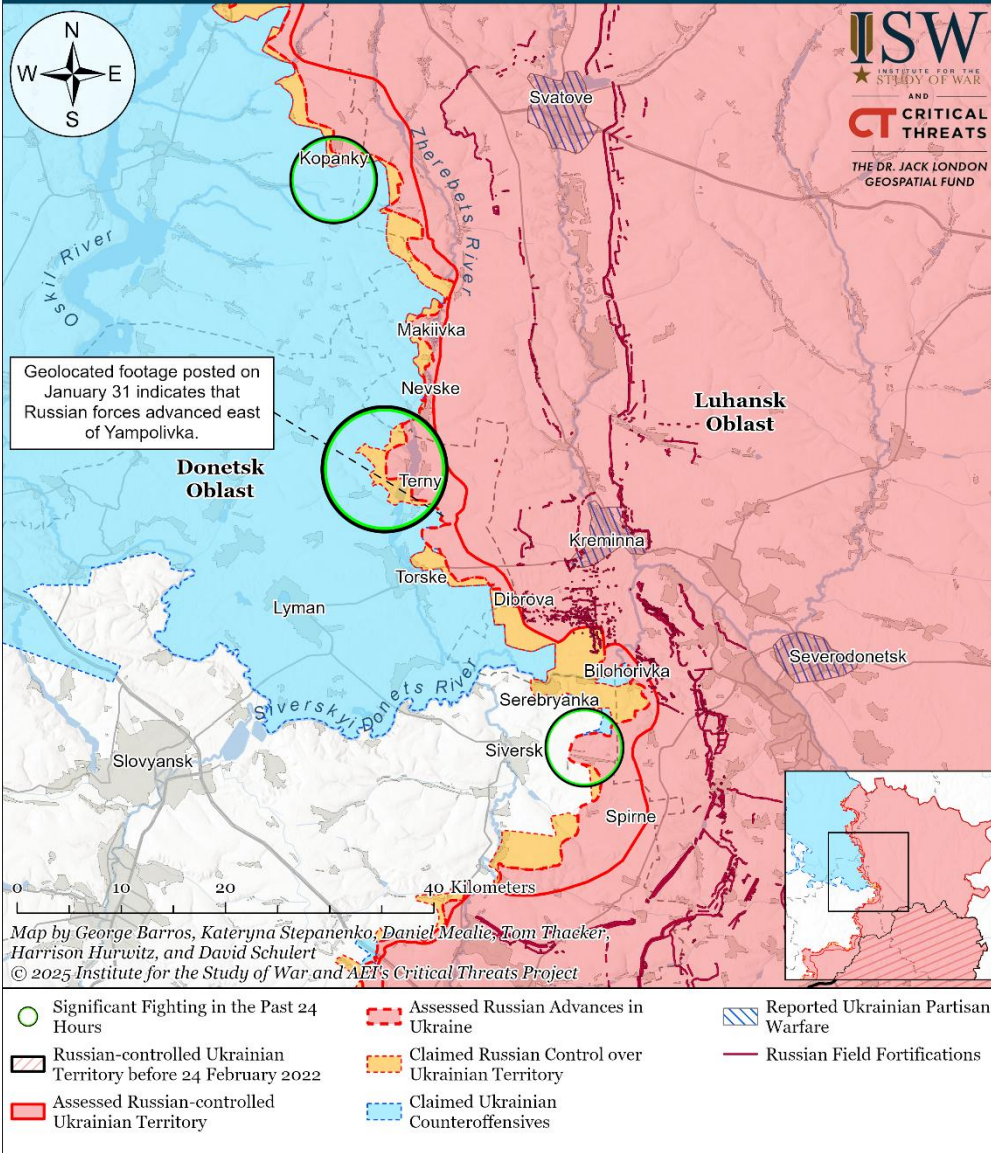 N
W E
S
ISW
INSTITUTE FOR THE
STUDY OF WAR
AND
CT CRITICAL
THREATS
THE DR. JACK LONDON
GEOSPATIAL FUND
Svatove
Kopanky
Zherebets River
Oskil River
Makiivka
Geolocated footage posted on
January 31 indicates that
Russian forces advanced east
of Yampolivka.
Nevske
Luhansk
Oblast
Donetsk
Oblast
Terny
Kreminna
Torske
Dibrova
Lyman
Severodonetsk
Bilohorivka
Siverskyi Donets River
Serebryanka
Siversk
Slovyansk
Spirne
0 10 20 40 Kilometers
Map by George Barros, Kateryna Stepanenko, Daniel Mealie, Tom Thacker,
Harrison Hurwitz, and David Schulert
© 2025 Institute for the Study of War and AEI's Critical Threats Project
Significant Fighting in the Past 24
Hours
Russian-controlled Ukrainian
Territory before 24 February 2022
Assessed Russian-controlled
Ukrainian Territory
Assessed Russian Advances in
Ukraine
Claimed Russian Control over
Ukrainian Territory
Claimed Ukrainian
Counteroffensives
Reported Ukrainian Partisan
Warfare
Russian Field Fortifications